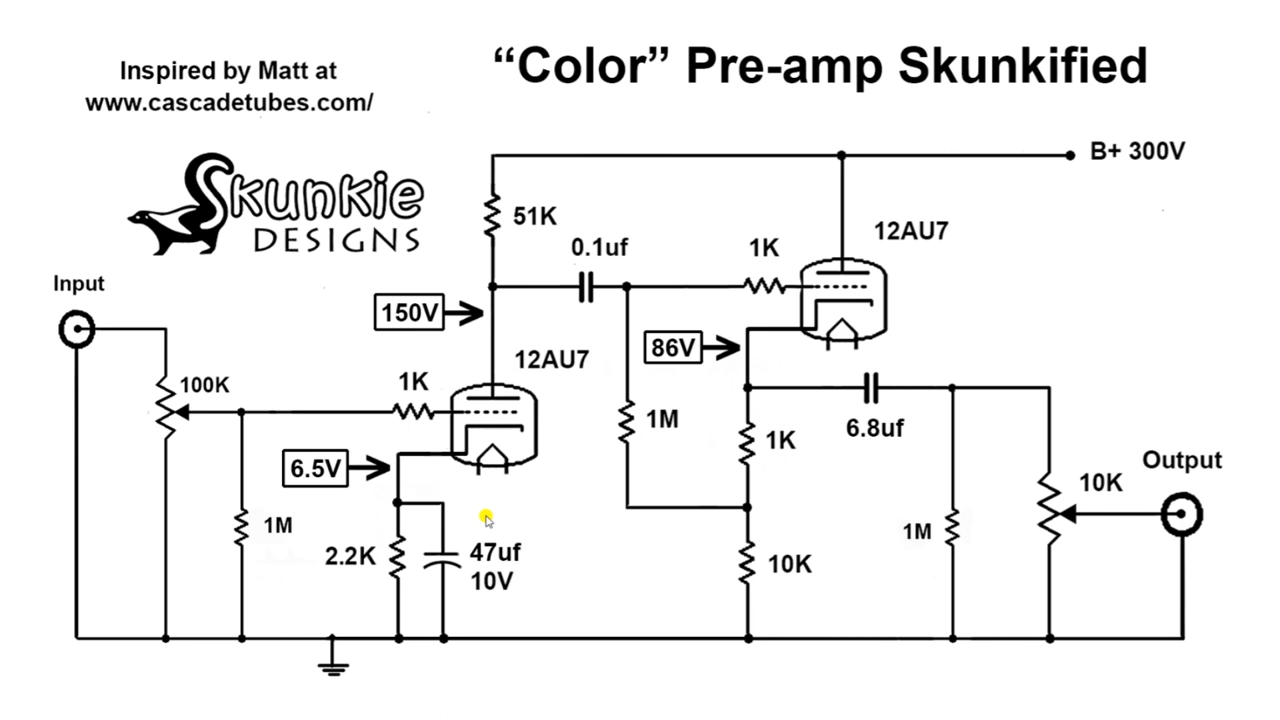 “Color” Pre-amp Skunkified
Inspired by Matt at
www.cascadetubes.com/
Skunkie
DESIGNS
B+ 300V
51K
12AU7
0.1uf
1K
Input
150V
86V
12AU7
100K
1K
1M
1K
6.8uf
Output
6.5V
10K
1M
1M
2.2K
47uf
10V
10K